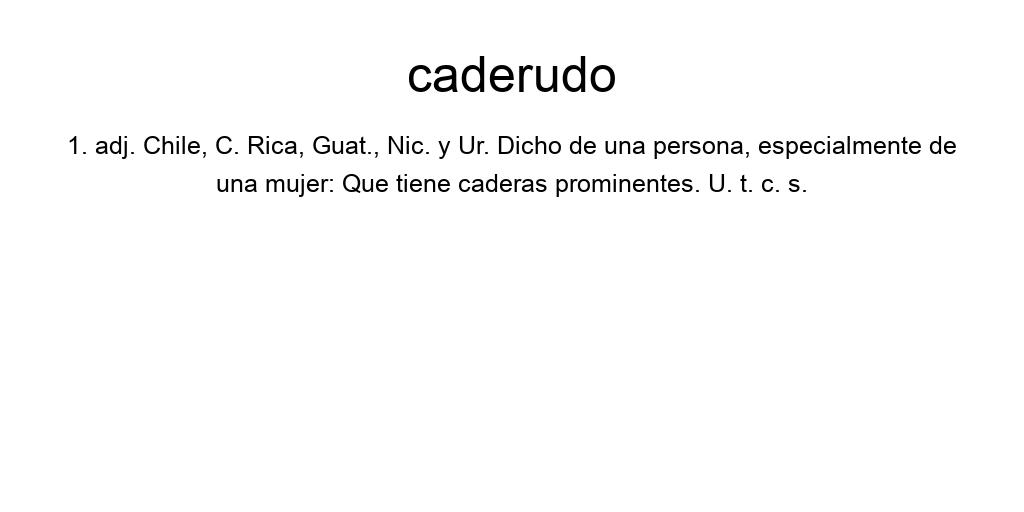 caderudo
1. adj. Chile, C. Rica, Guat., Nic. y Ur. Dicho de una persona, especialmente de
una mujer: Que tiene caderas prominentes. U. t. c. s.